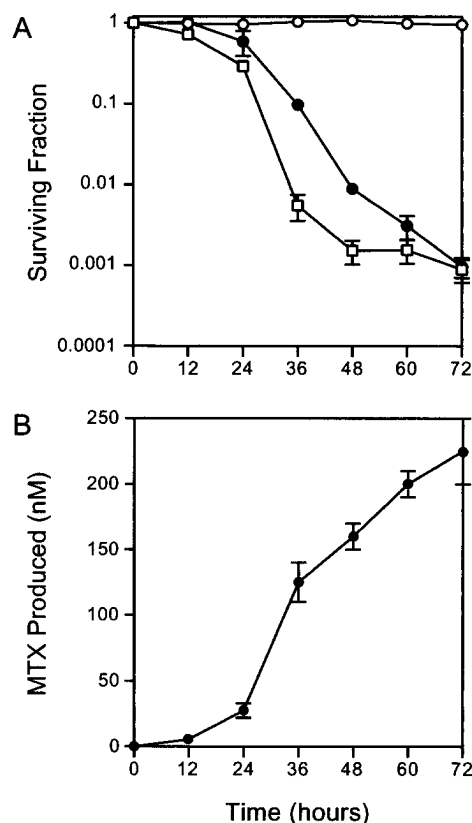 A
Surviving Fraction
1
0.1
0.01
0.001
0.0001
0 12 24 36 48 60 72
B
MTX Produced (nM)
250
200
150
100
50
0
0 12 24 36 48 60 72
Time (hours)